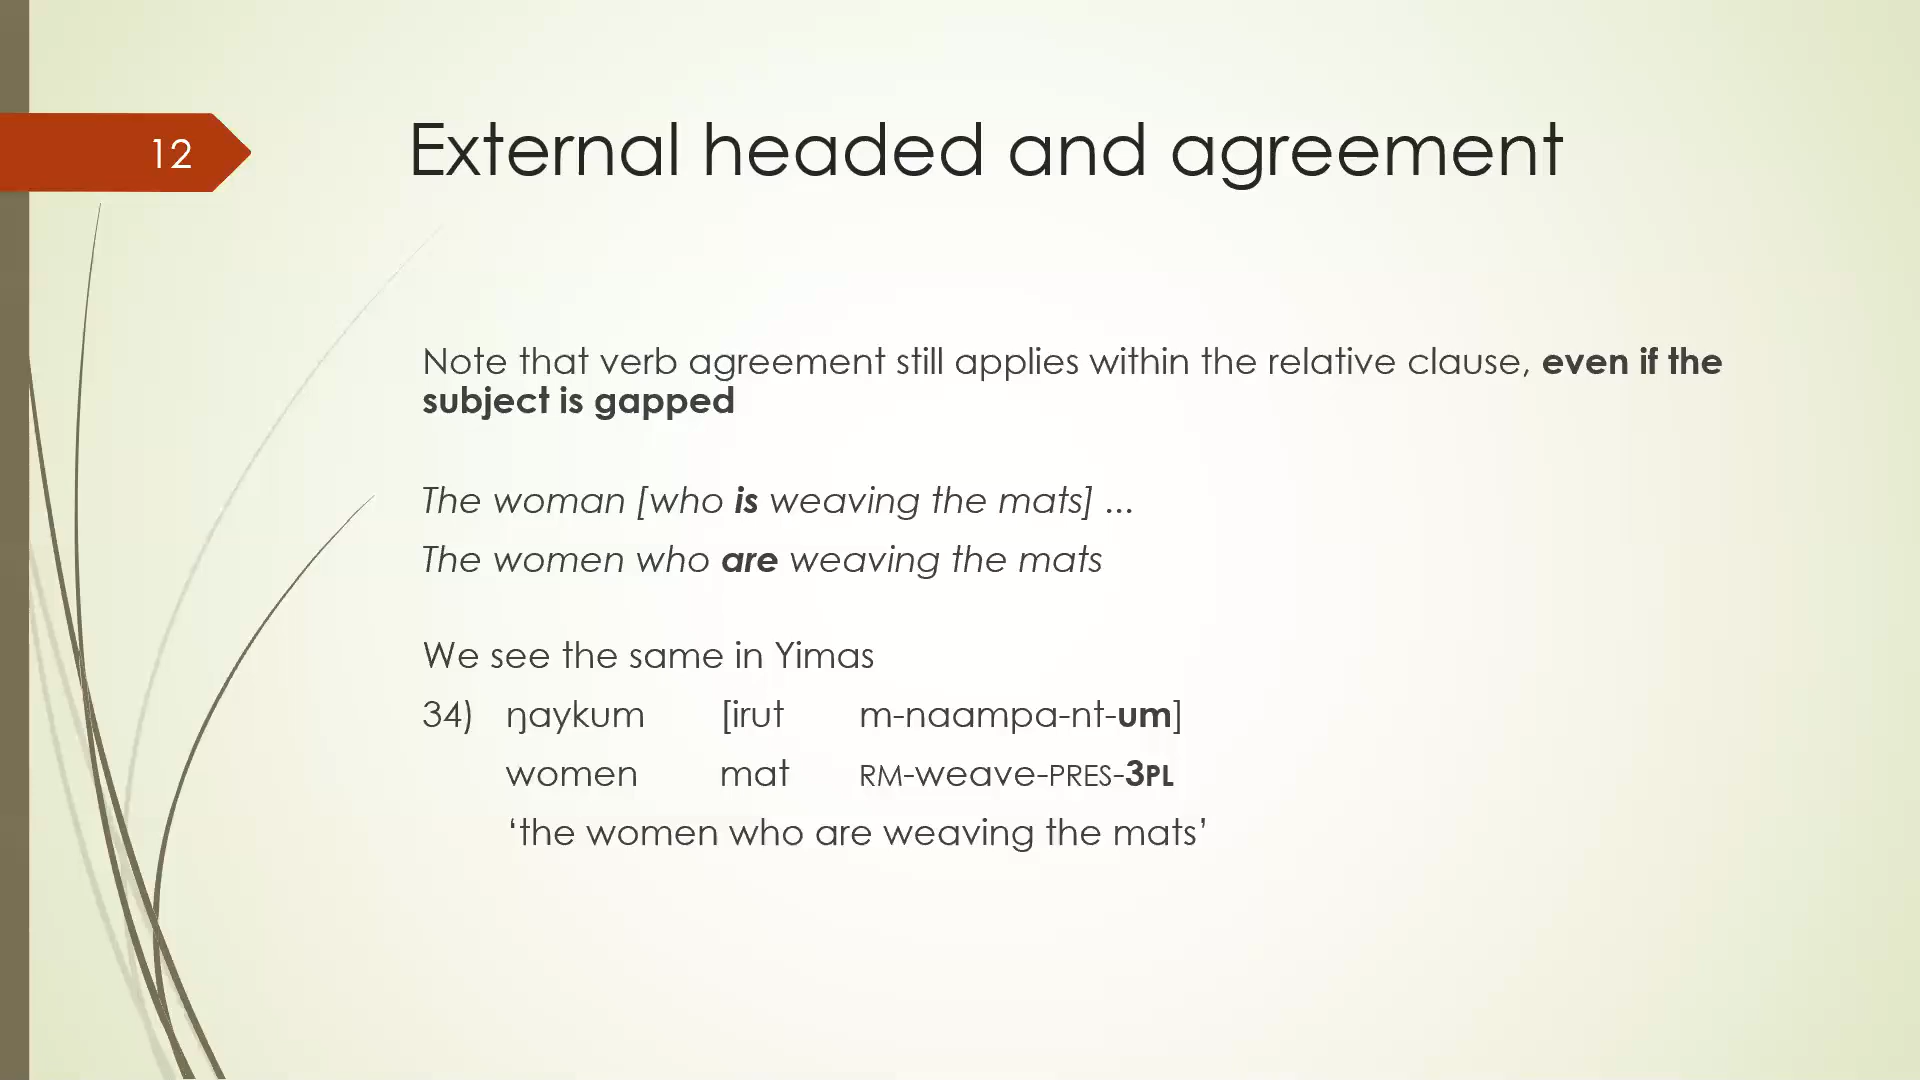 12
External headed and agreement
Note that verb agreement still applies within the relative clause, even if the
subject is gapped
The woman [who is weaving the mats] ...
The women who are weaving the mats
We see the same in Yimas
34) ŋaykum [irut m-naampa-nt-um]
women mat RM-weave-PRES-3PL
‘the women who are weaving the mats’